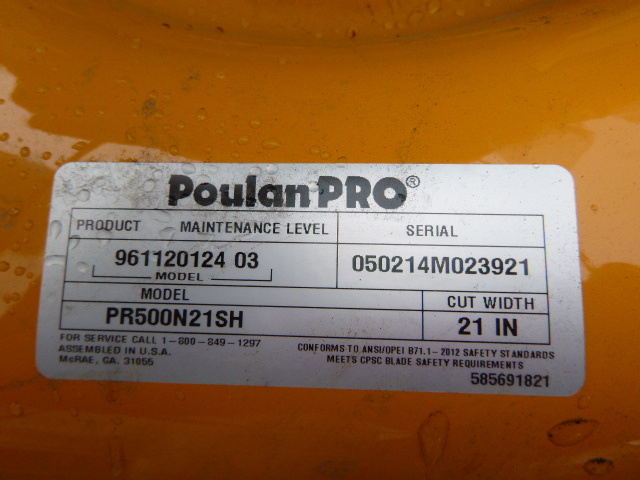 PoulanPRO®
PRODUCT MAINTENANCE LEVEL SERIAL
961120124 03 050214M023921
MODEL
MODEL CUT WIDTH
PR500N21SH 21 IN
FOR SERVICE CALL 1-800-849-1297
ASSEMBLED IN U.S.A.
McRAE, GA. 31055
CONFORMS TO ANSI/OPEI B71.1-2012 SAFETY STANDARDS
MEETS CPSC BLADE SAFETY REQUIREMENTS
585691821